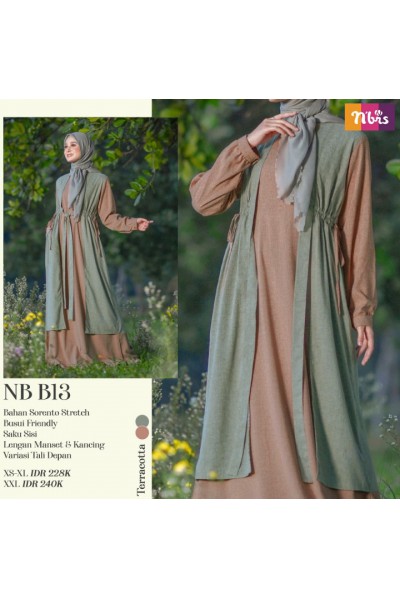 Nbrs
NB B13
Bahan Soronto Stretch
Busui Friendly
Saku Sisi
Lengan Manset & Kancing
Variasi Tali Depan
XS-XL IDR 228K
XXL IDR 240K
Terracotta